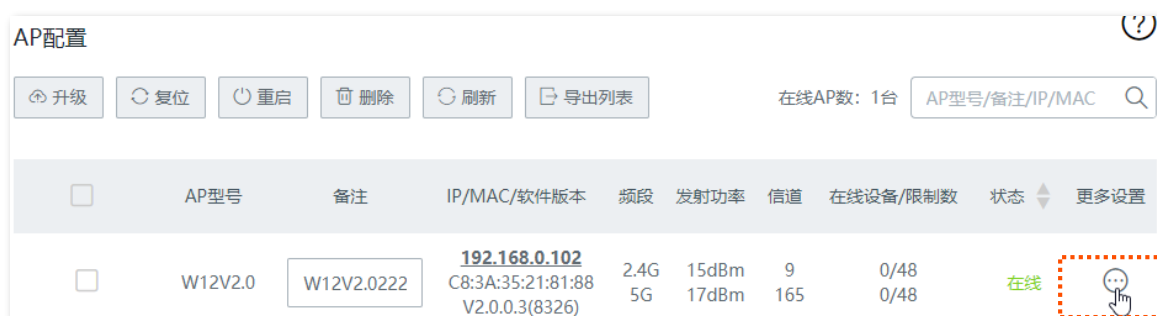 AP配置
升级 复位 重启 删除 刷新 导出列表 在线AP数：1台 AP型号/备注/IP/MAC
AP型号 备注 IP/MAC/软件版本 频段 发射功率 信道 在线设备/限制数 状态 更多设置
192.168.0.102
W12V2.0 W12V2.0222 C8:3A:35:21:81:88 2.4G 15dBm 9 0/48 在线
V2.0.0.3(8326) 5G 17dBm 165 0/48